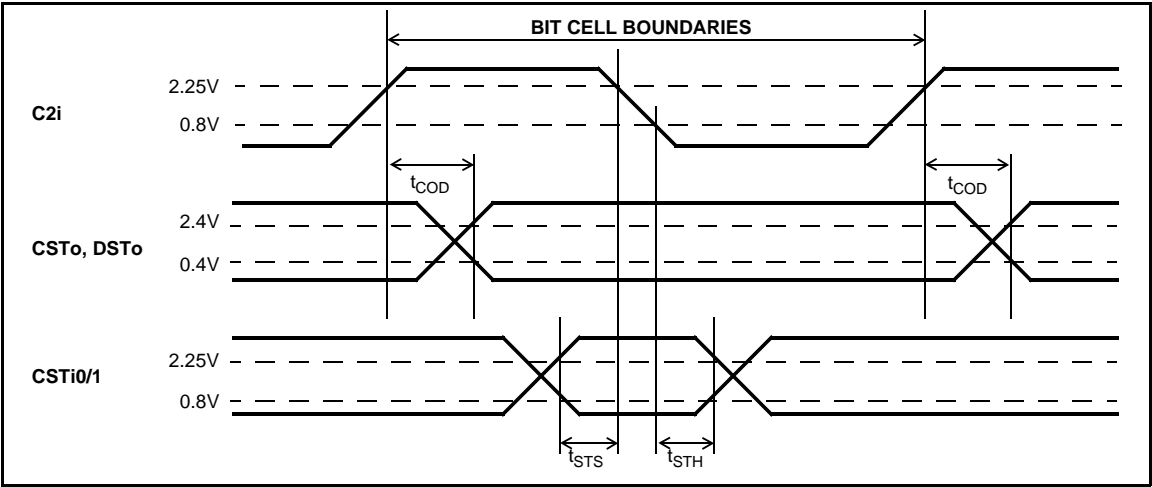 BIT CELL BOUNDARIES
2.25V
C2i
0.8V
tCOD
tCOD
2.4V
CSTo, DSTo
0.4V
2.25V
CSTi0/1
0.8V
tSTS
tSTH